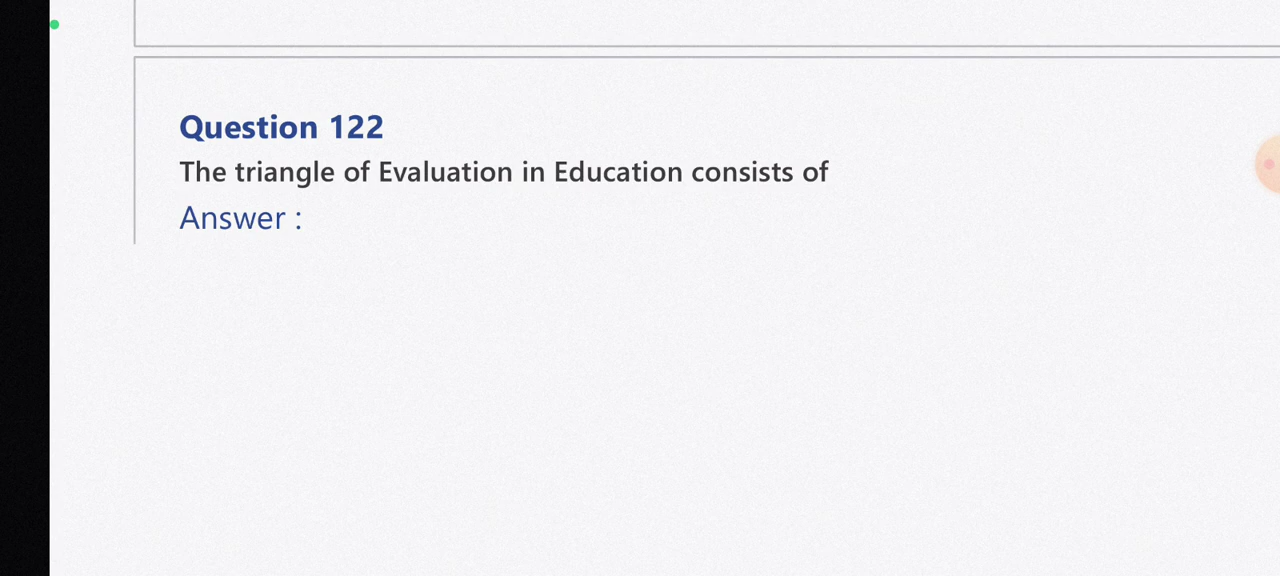 Question 122
The triangle of Evaluation in Education consists of
Answer :